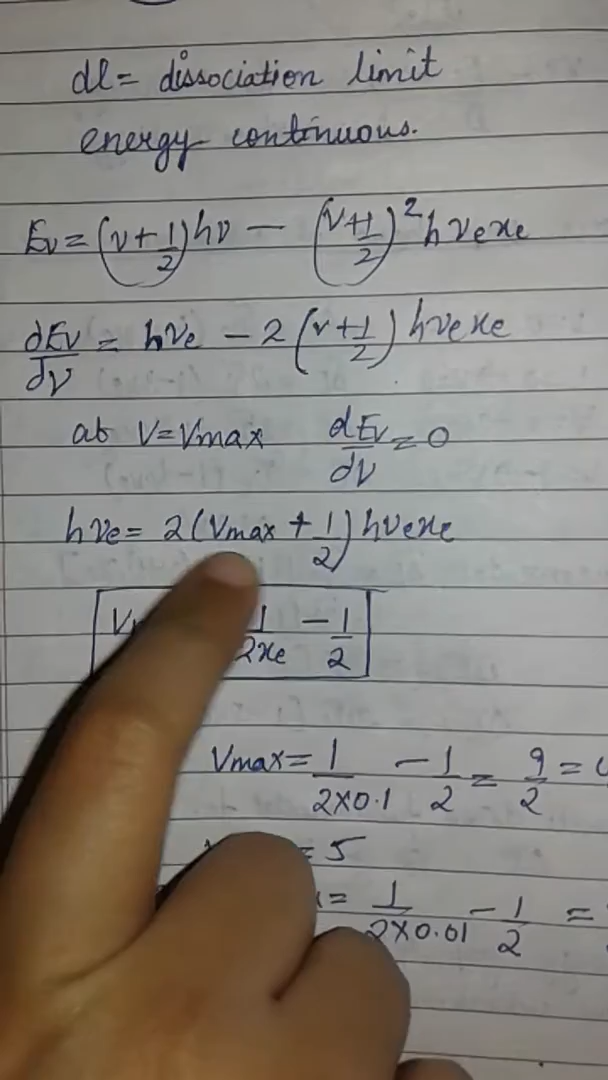 dl = dissociation limit
energy continuous.
Ev = (v + 1/2) hν − (v + 1/2)² hνexe
dEv/dv = hνe − 2 (v + 1/2) hνexe
at V = Vmax dEv/dv = 0
hνe = 2 (Vmax + 1/2) hνexe
1/2xe − 1/2
Vmax = 1/2×0.1 − 1/2 = 9/2 =
= 5
= 1/2×0.01 − 1/2 =